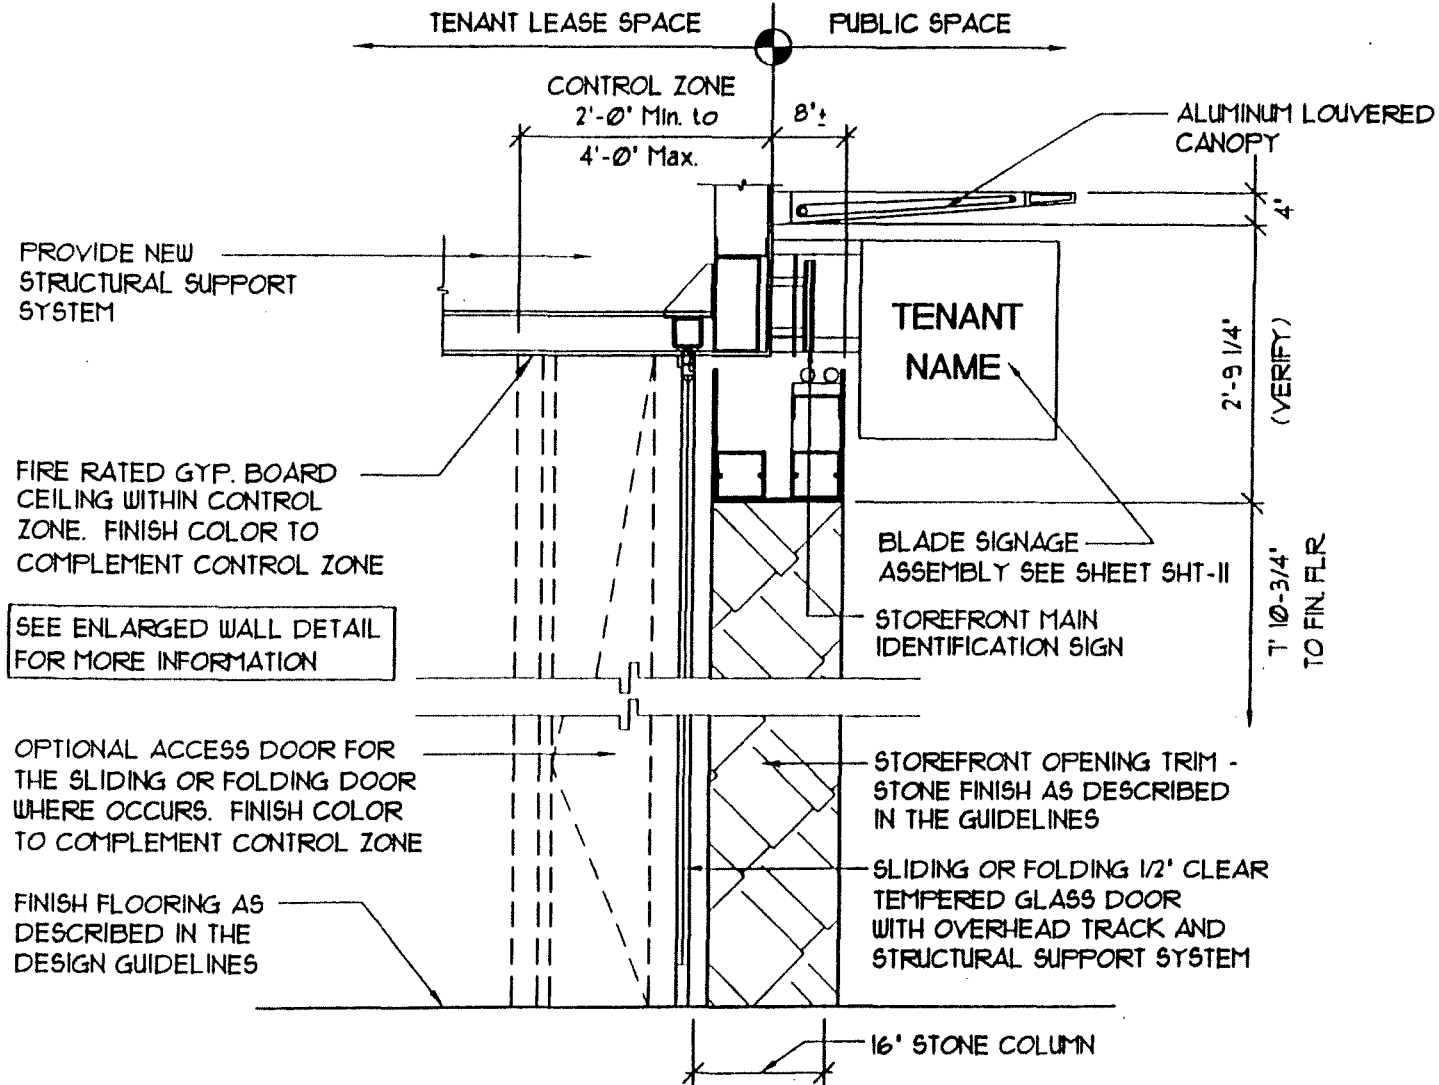 TENANT LEASE SPACE
PUBLIC SPACE
CONTROL ZONE
2'-0" Min. to
4'-0" Max.
8"±
ALUMINUM LOUVERED
CANOPY
4"
PROVIDE NEW
STRUCTURAL SUPPORT
SYSTEM
TENANT
NAME
2'-9 1/4"
(VERIFY)
FIRE RATED GYP. BOARD
CEILING WITHIN CONTROL
ZONE. FINISH COLOR TO
COMPLEMENT CONTROL ZONE
BLADE SIGNAGE
ASSEMBLY SEE SHEET SHT-11
7' 10-3/4"
TO FIN. FLR
SEE ENLARGED WALL DETAIL
FOR MORE INFORMATION
STOREFRONT MAIN
IDENTIFICATION SIGN
OPTIONAL ACCESS DOOR FOR
THE SLIDING OR FOLDING DOOR
WHERE OCCURS. FINISH COLOR
TO COMPLEMENT CONTROL ZONE
STOREFRONT OPENING TRIM -
STONE FINISH AS DESCRIBED
IN THE GUIDELINES
SLIDING OR FOLDING 1/2" CLEAR
TEMPERED GLASS DOOR
WITH OVERHEAD TRACK AND
STRUCTURAL SUPPORT SYSTEM
FINISH FLOORING AS
DESCRIBED IN THE
DESIGN GUIDELINES
16" STONE COLUMN